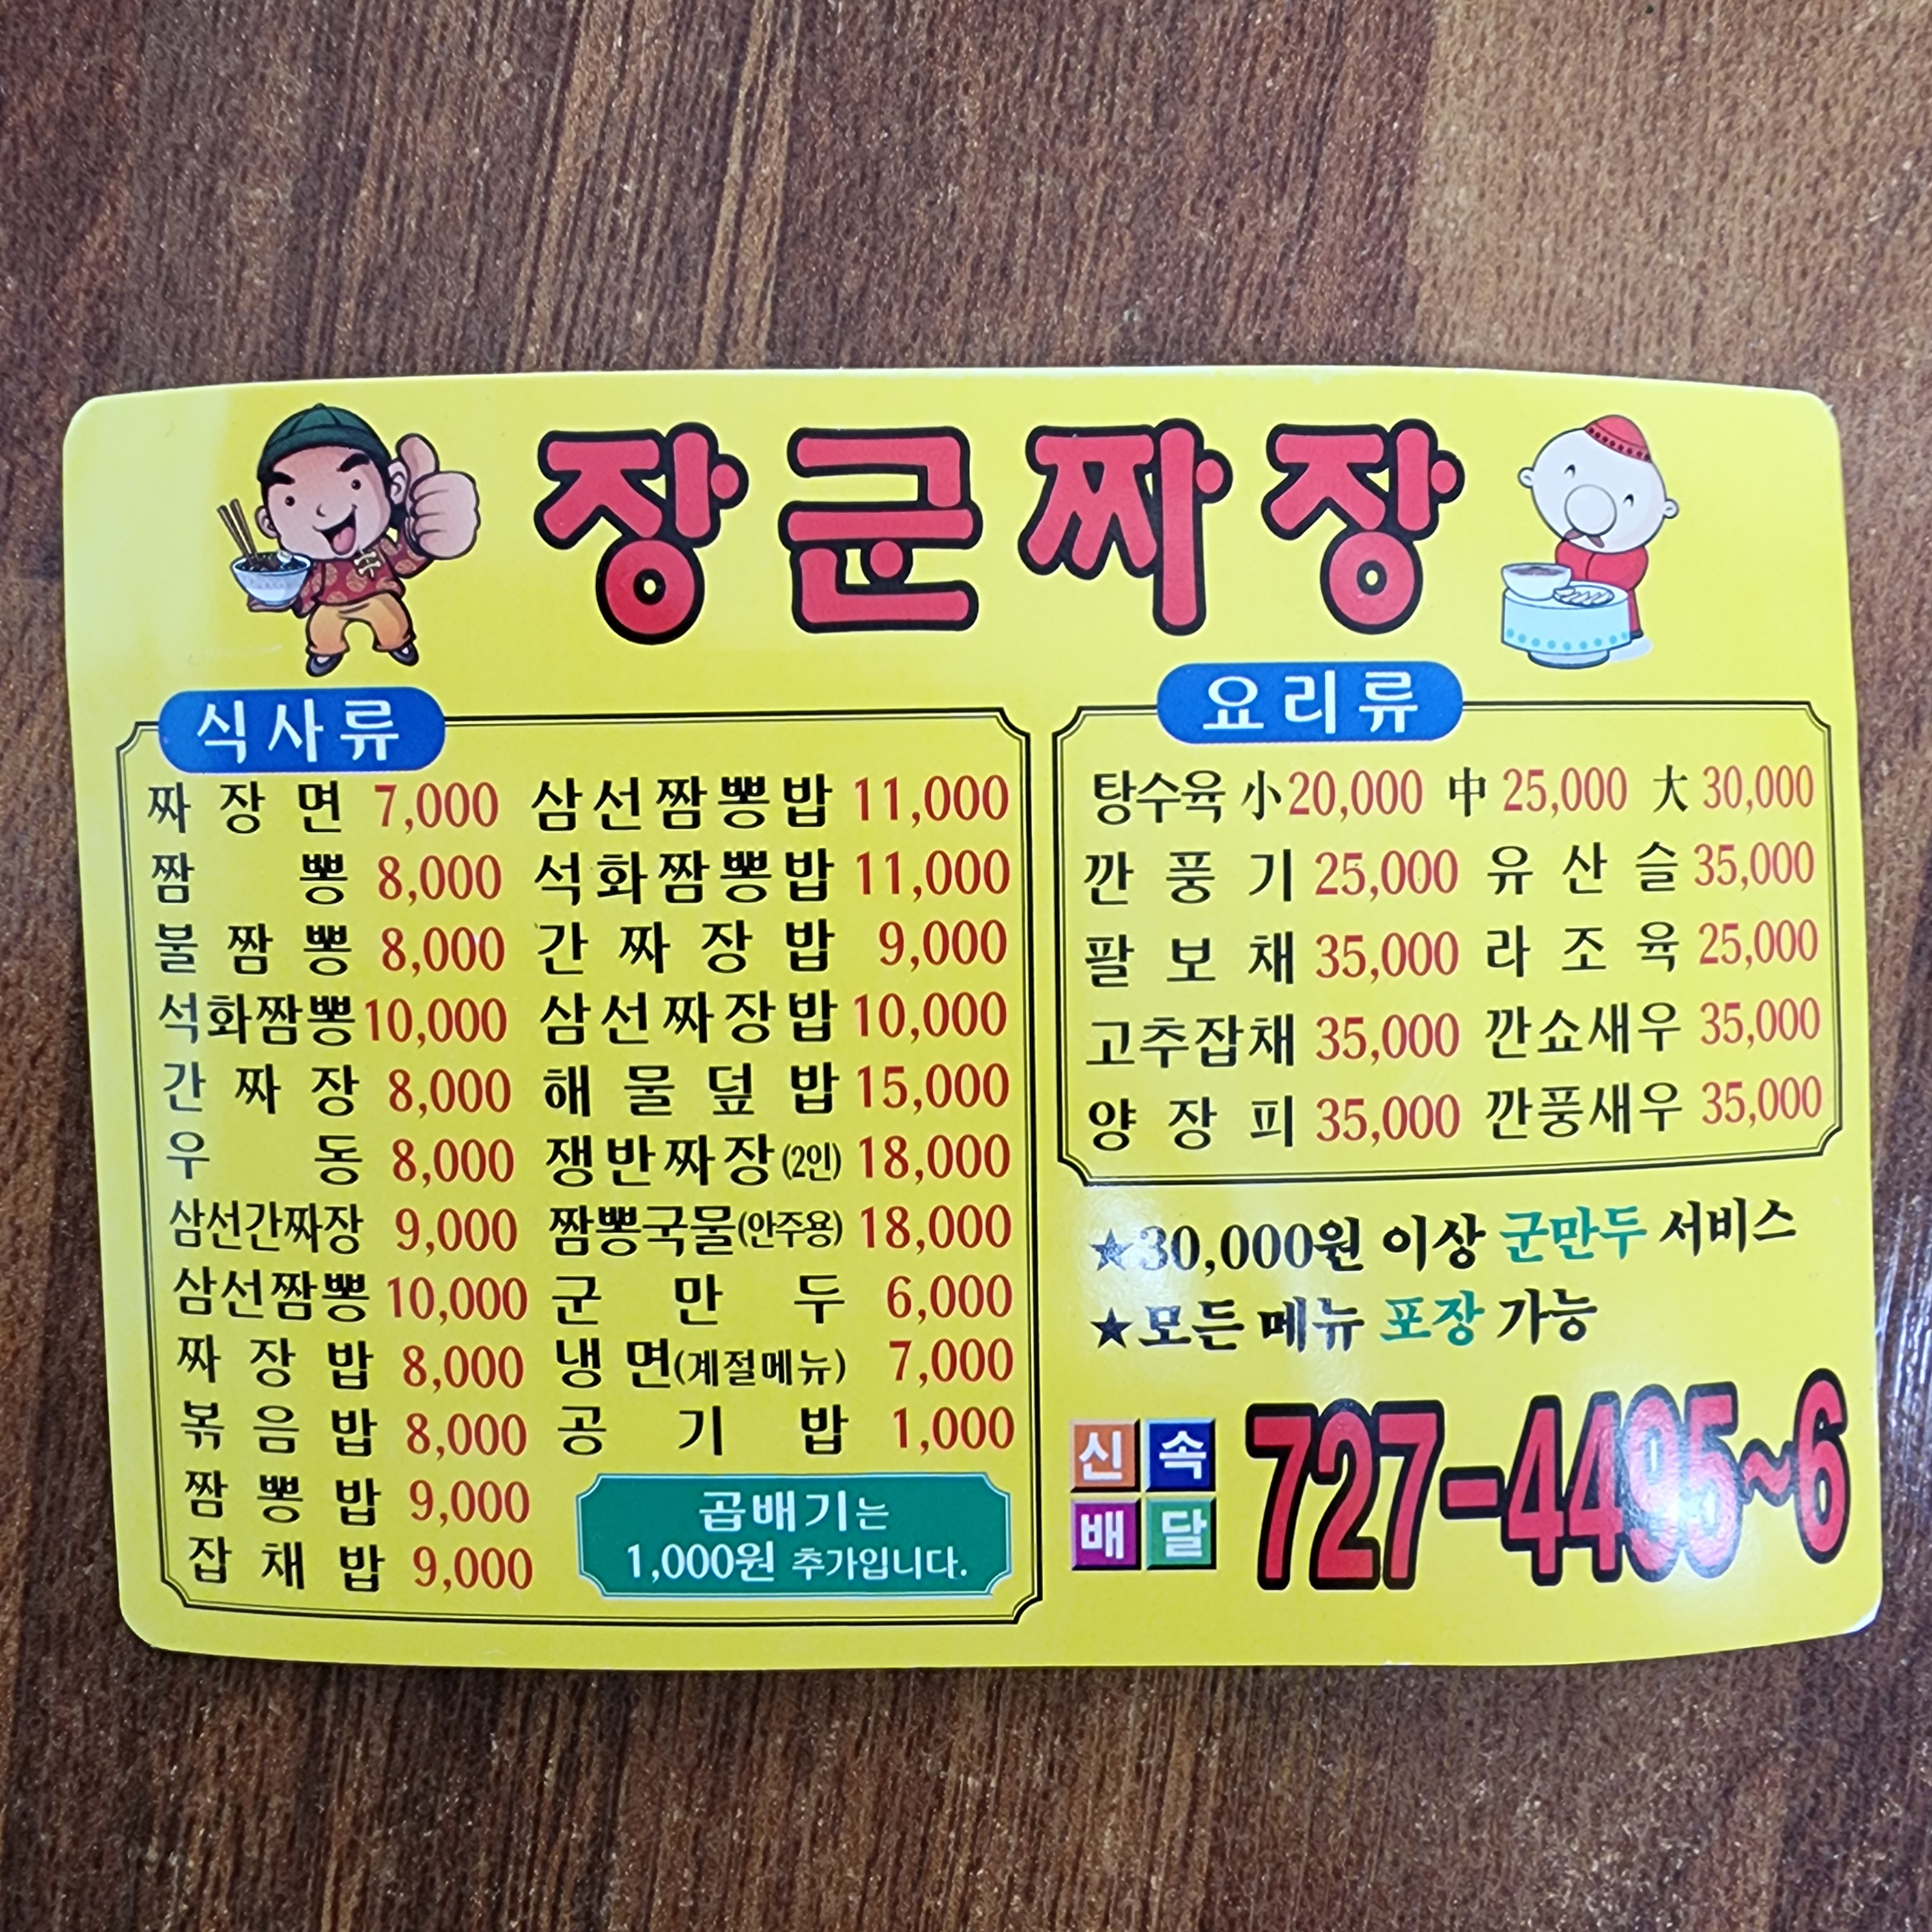 장군짜장
식사류
짜장면 7,000
짬뽕 8,000
불짬뽕 8,000
석화짬뽕 10,000
간짜장 8,000
우동 8,000
삼선간짜장 9,000
삼선짬뽕 10,000
짜장밥 8,000
볶음밥 8,000
짬뽕밥 9,000
잡채밥 9,000
삼선짬뽕밥 11,000
석화짬뽕밥 11,000
간짜장밥 9,000
삼선짜장밥 10,000
해물덮밥 15,000
쟁반짜장(2인) 18,000
짬뽕국물(안주용) 18,000
군만두 6,000
냉면(계절메뉴) 7,000
공기밥 1,000
곱배기는
1,000원 추가입니다.
요리류
탕수육 小 20,000 中 25,000 大 30,000
깐풍기 25,000 유산슬 35,000
팔보채 35,000 라조육 25,000
고추잡채 35,000 깐쇼새우 35,000
양장피 35,000 깐풍새우 35,000
★30,000원 이상 군만두 서비스
★모든 메뉴 포장 가능
신속
배달
727-4495~6